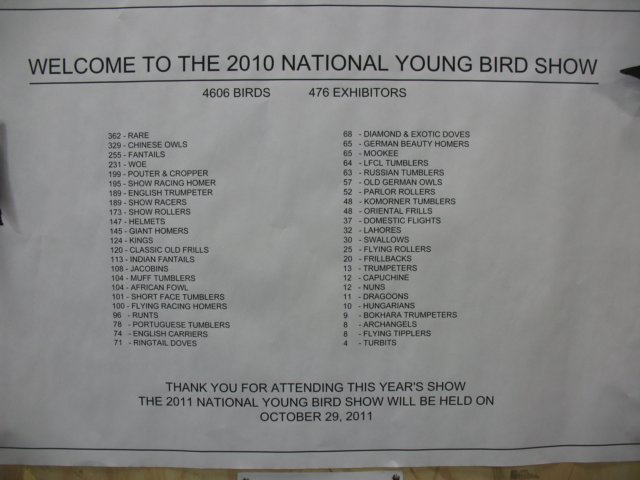 WELCOME TO THE 2010 NATIONAL YOUNG BIRD SHOW
4606 BIRDS 476 EXHIBITORS
362 - RARE
329 - CHINESE OWLS
255 - FANTAILS
231 - WOE
199 - POUTER & CROPPER
195 - SHOW RACING HOMER
189 - ENGLISH TRUMPETER
189 - SHOW RACERS
173 - SHOW ROLLERS
147 - HELMETS
145 - GIANT HOMERS
124 - KINGS
120 - CLASSIC OLD FRILLS
113 - INDIAN FANTAILS
108 - JACOBINS
104 - MUFF TUMBLERS
104 - AFRICAN FOWL
101 - SHORT FACE TUMBLERS
100 - FLYING RACING HOMERS
96 - RUNTS
78 - PORTUGUESE TUMBLERS
74 - ENGLISH CARRIERS
71 - RINGTAIL DOVES
68 - DIAMOND & EXOTIC DOVES
65 - GERMAN BEAUTY HOMERS
65 - MOOKEE
64 - LFCL TUMBLERS
63 - RUSSIAN TUMBLERS
57 - OLD GERMAN OWLS
52 - PARLOR ROLLERS
48 - KOMORNER TUMBLERS
48 - ORIENTAL FRILLS
37 - DOMESTIC FLIGHTS
32 - LAHORES
30 - SWALLOWS
25 - FLYING ROLLERS
20 - FRILLBACKS
13 - TRUMPETERS
12 - CAPUCHINE
12 - NUNS
11 - DRAGOONS
10 - HUNGARIANS
9 - BOKHARA TRUMPETERS
8 - ARCHANGELS
8 - FLYING TIPPLERS
4 - TURBITS
THANK YOU FOR ATTENDING THIS YEAR'S SHOW
THE 2011 NATIONAL YOUNG BIRD SHOW WILL BE HELD ON
OCTOBER 29, 2011